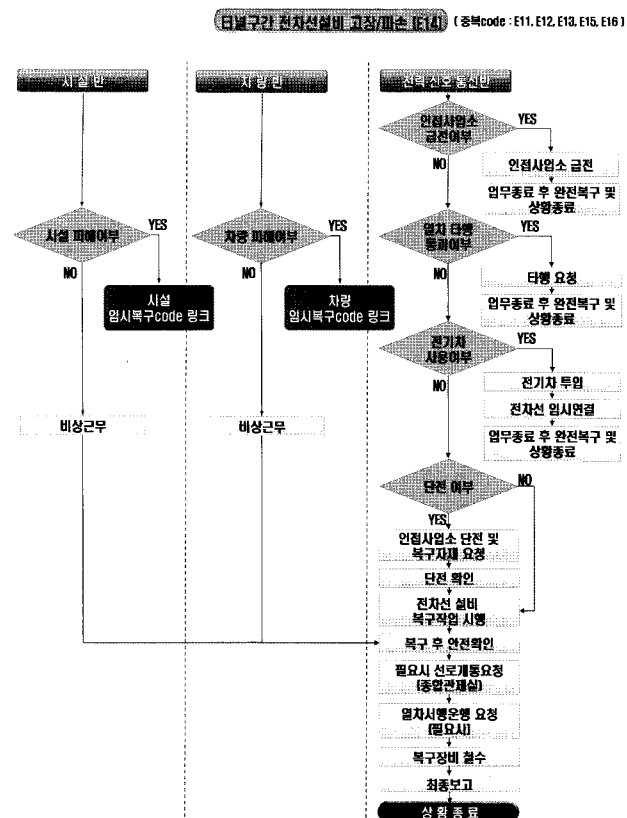 터널구간 전차선설비 고장/파손 [E14] ( 중복code : E11, E12, E13, E15, E16 )
시 설 반
차 량 반
전력 신호 통신반
인접사업소
급전여부
YES
NO
인접사업소 급전
업무종료 후 완전복구 및
상황종료
시설 피해여부
YES
NO
시설
임시복구code 링크
차량 피해여부
YES
NO
차량
임시복구code 링크
열차 타행
통과여부
YES
NO
타행 요청
업무종료 후 완전복구 및
상황종료
전기차
사용여부
YES
NO
전기차 투입
전차선 임시연결
업무종료 후 완전복구 및
상황종료
비상근무
비상근무
단전 여부
NO
YES
인접사업소 단전 및
복구자재 요청
단전 확인
전차선 설비
복구작업 시행
복구 후 안전확인
필요시 선로개통요청
(종합관제실)
열차서행운행 요청
(필요시)
복구장비 철수
최종보고
상 황 종 료